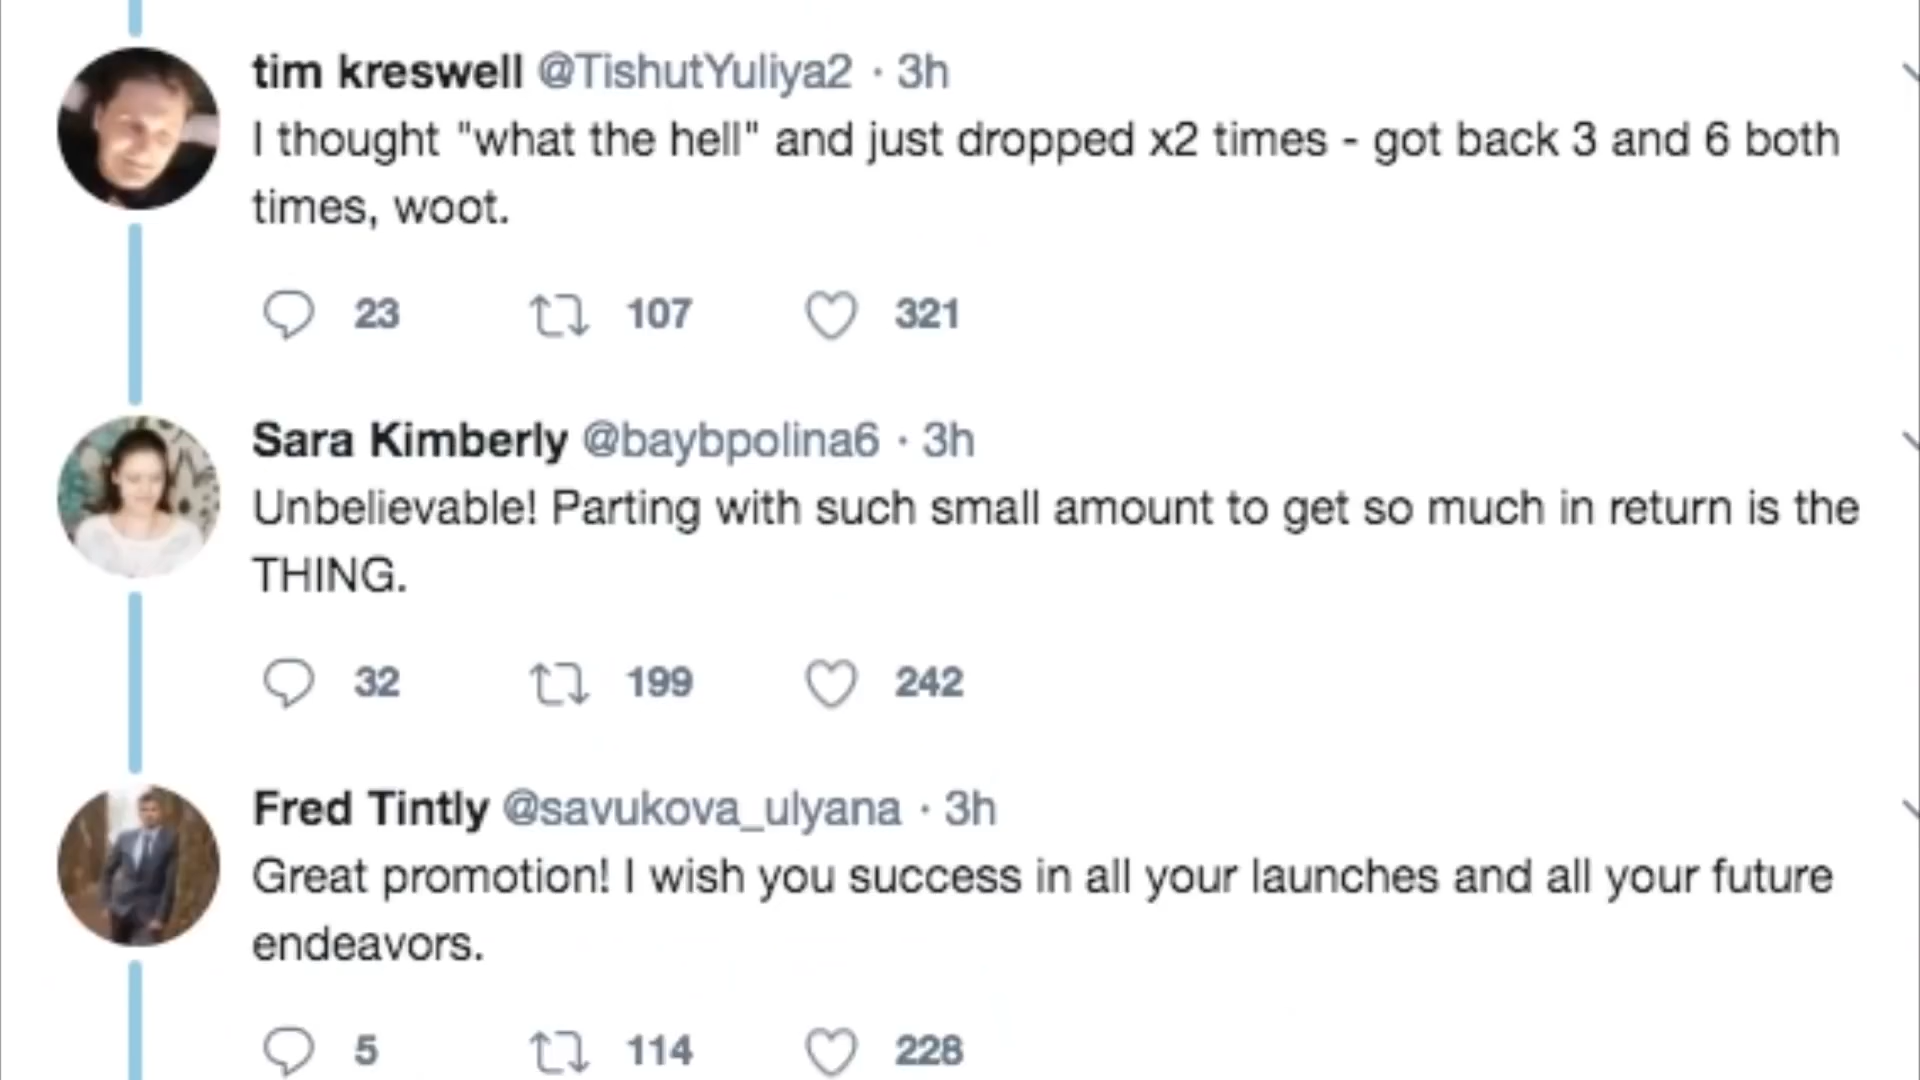 tim kreswell @TishutYuliya2 · 3h
I thought "what the hell" and just dropped x2 times - got back 3 and 6 both
times, woot.
23 107 321
Sara Kimberly @baybpolina6 · 3h
Unbelievable! Parting with such small amount to get so much in return is the
THING.
32 199 242
Fred Tintly @savukova_ulyana · 3h
Great promotion! I wish you success in all your launches and all your future
endeavors.
5 114 228